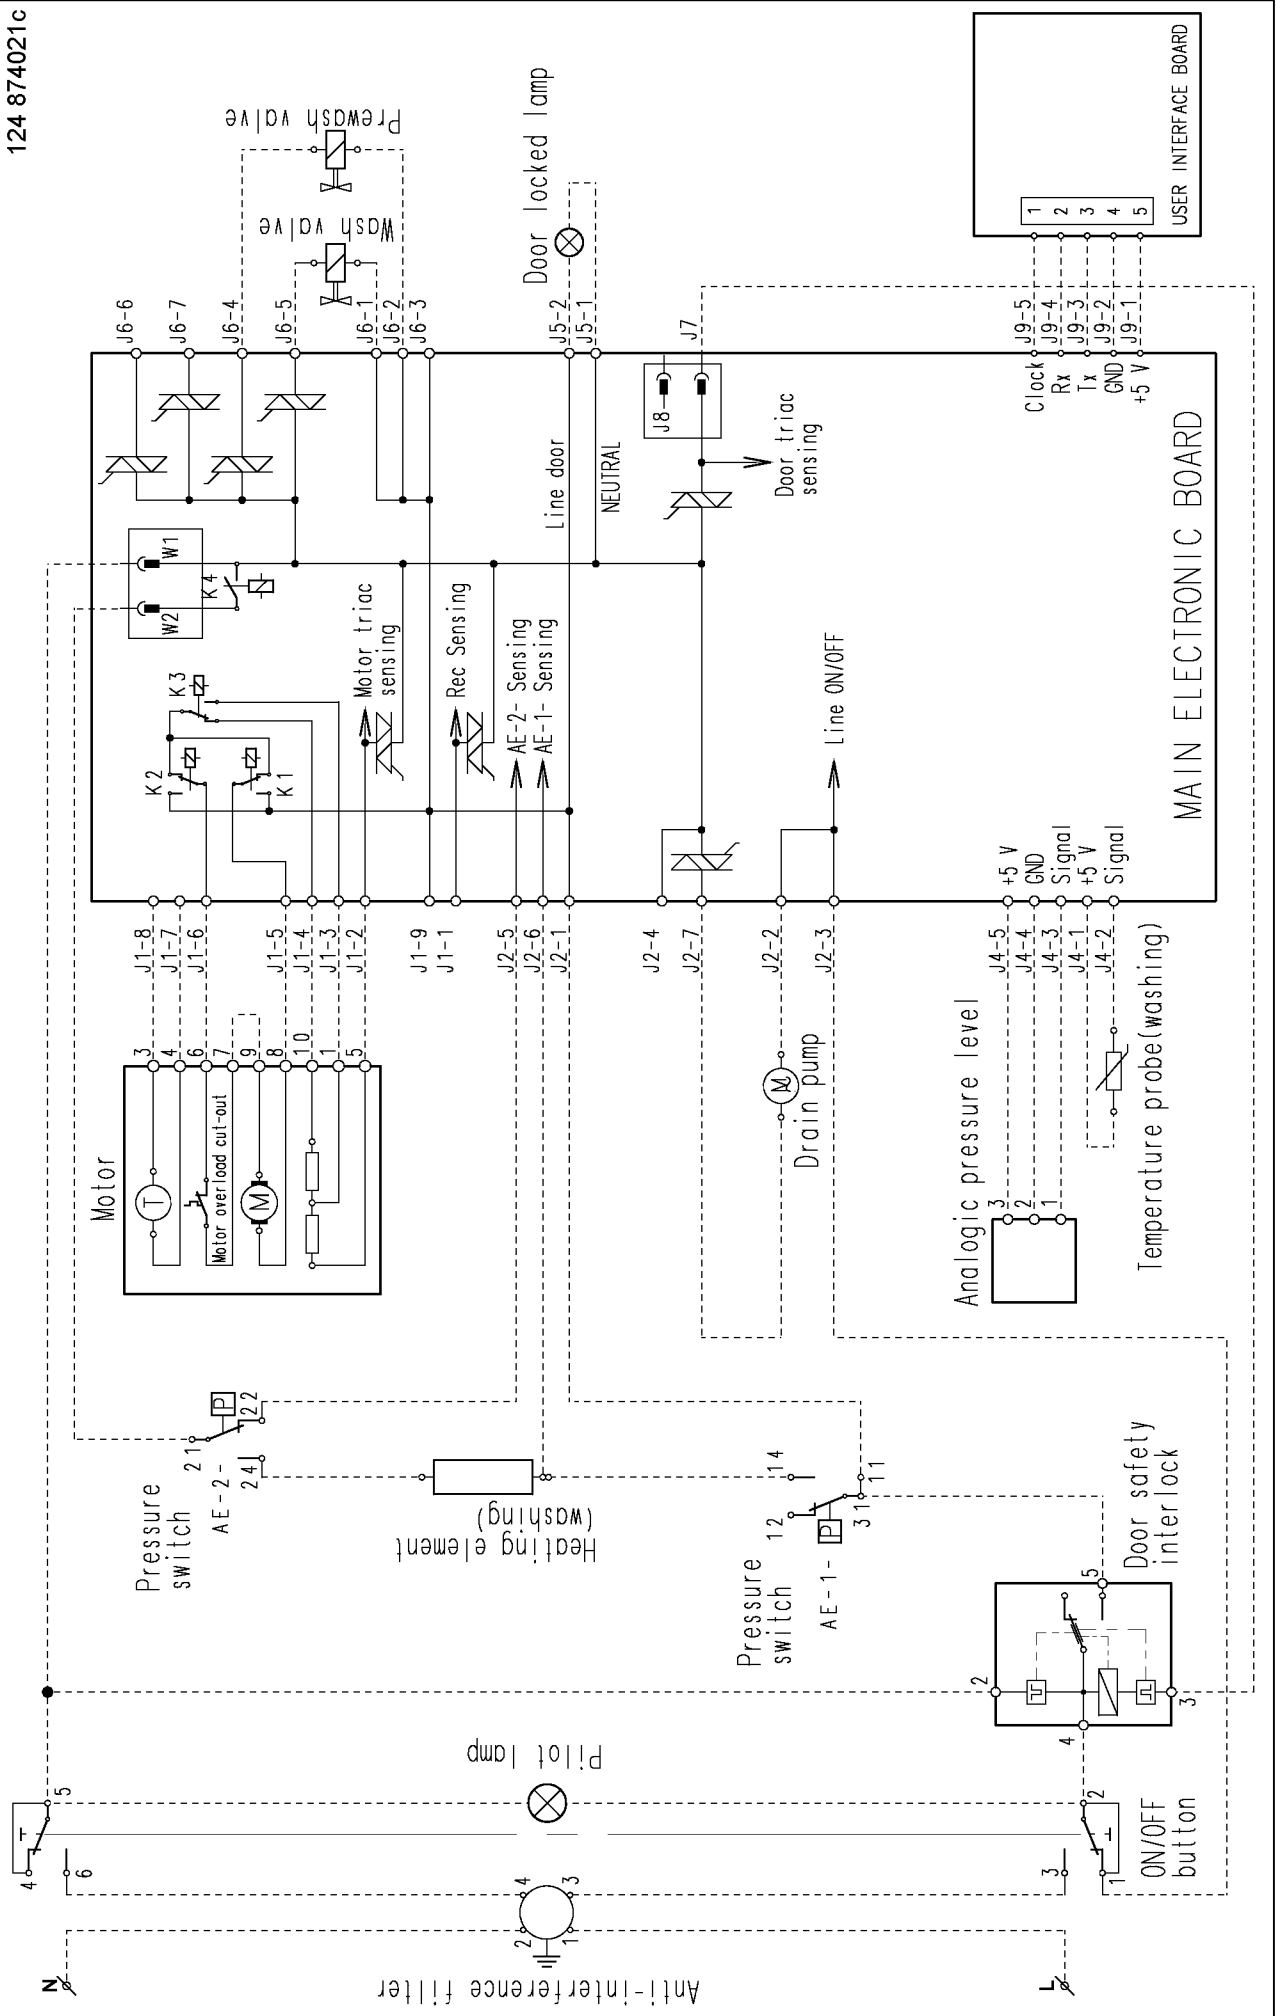 124 874021c
Prewash valve
Wash valve
Door locked lamp
J6-6
J6-7
J6-4
J6-5
J6-1
J6-2
J6-3
J5-2
J5-1
J7
J9-5
J9-4
J9-3
J9-2
J9-1
1
2
3
4
5
USER INTERFACE BOARD
Clock
Rx
Tx
GND
+5 V
J8
Line door
NEUTRAL
Door triac
sensing
W1
W2
K4
K3
K2
K1
Motor triac
sensing
Rec Sensing
AE-2- Sensing
AE-1- Sensing
Line ON/OFF
MAIN ELECTRONIC BOARD
+5 V
GND
Signal
+5 V
Signal
J1-8
J1-7
J1-6
J1-5
J1-4
J1-3
J1-2
J1-9
J1-1
J2-5
J2-6
J2-1
J2-4
J2-7
J2-2
J2-3
J4-5
J4-4
J4-3
J4-1
J4-2
3
4
6
7
9
8
10
1
5
Motor
T
Motor overload cut-out
M
M
Drain pump
Analogic pressure level
3
2
1
Temperature probe(washing)
Pressure
switch
AE-2-
P
21
22
24
Heating element
(washing)
Pressure
switch
AE-1-
P
12
14
11
31
Door safety
interlock
2
5
4
3
Pilot lamp
5
4
6
2
3
1
ON/OFF
button
4
3
2
1
Anti-interference filter
N
L